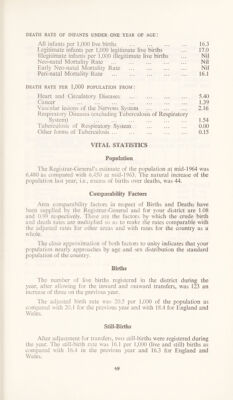 DEATH RATE OF INFANTS UNDER ONE YEAR OF AGE:
All infants per 1,000 live births ... ... ... 16.3
Legitimate infants per 1,000 legitimate live births ... 17.0
Illegitimate infants per 1,000 illegitimate live births ... Nil
Neo-natal Mortality Rate ... ... ... Nil
Early Neo-natal Mortality Rate ... ... ... Nil
Peri-natal Mortality Rate ... ... ... 16.1
DEATH RATE PER 1,000 POPULATION FROM:
Heart and Circulatory Diseases ... ... ... 5.40
Cancer ... ... ... 1.39
Vascular lesions of the Nervous System ... ... 2.16
Respiratory Diseases (excluding Tuberculosis of Respiratory
System) ... ... ... 1.54
Tuberculosis of Respiratory System ... ... 0.00
Other forms of Tuberculosis ... ... ... 0.15
VITAL STATISTICS
Population
The Registrar-General's estimate of the population at mid-1964 was
6,480 as compared with at mid-1963. The natural increase of the
population last year, i.e., excess of births over deaths, was 44.
Comparability Factors
Area comparability factors in respect of Births and Deaths have
been supplied by the Registrar-General and for your district are 1.08
and 0.99 respectively. These are the factors by which the crude birth
and death rates are multiplied so as to make the rates comparable with
the adjusted rates for other areas and with rates for the country as a
whole.
The close approximation of both factors to unity indicates that your
population nearly approaches by age and sex distribution the standard
population of the country.
Births
The number of live births registered in the district during the
year, after allowing for the inward and outward transfers, was 123 an
increase of three on the previous year.
The adjusted birth rate was 20.5 per 1,000 of the population as
compared with 20.1 for the previous year and with 18.4 for England and
Wales.
Still-Births
After adjustment for transfers, two still-births were registered during
the year. The still-birth rate was 16.1 per 1,000 (live and still) births as
compared with 16.4 in the previous year and 16.3 for England and
Wales.